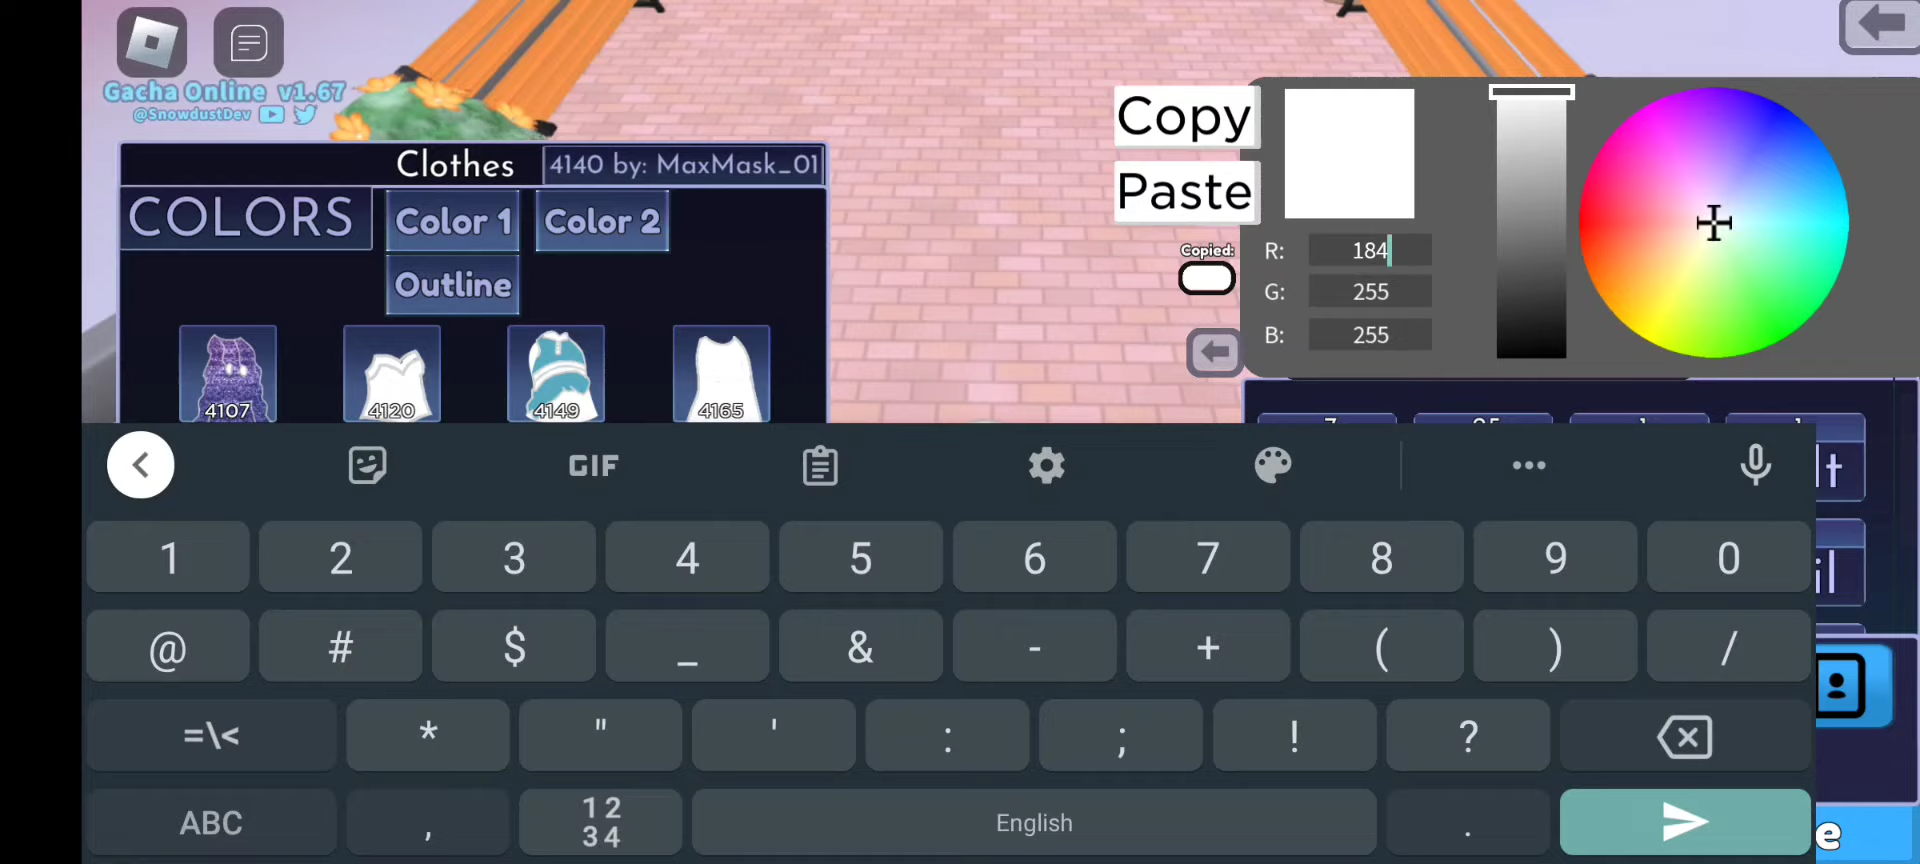 Gacha Online v1.67
@SnowdustDev
Clothes
4140 by: MaxMask_01
COLORS
Color 1
Color 2
Outline
4107
4120
4149
4165
Copy
Paste
Copied:
R: 184
G: 255
B: 255
GIF
1 2 3 4 5 6 7 8 9 0
@ # $ _ & - + ( ) /
=\< * " ' : ; ! ?
ABC , 12 34 English .